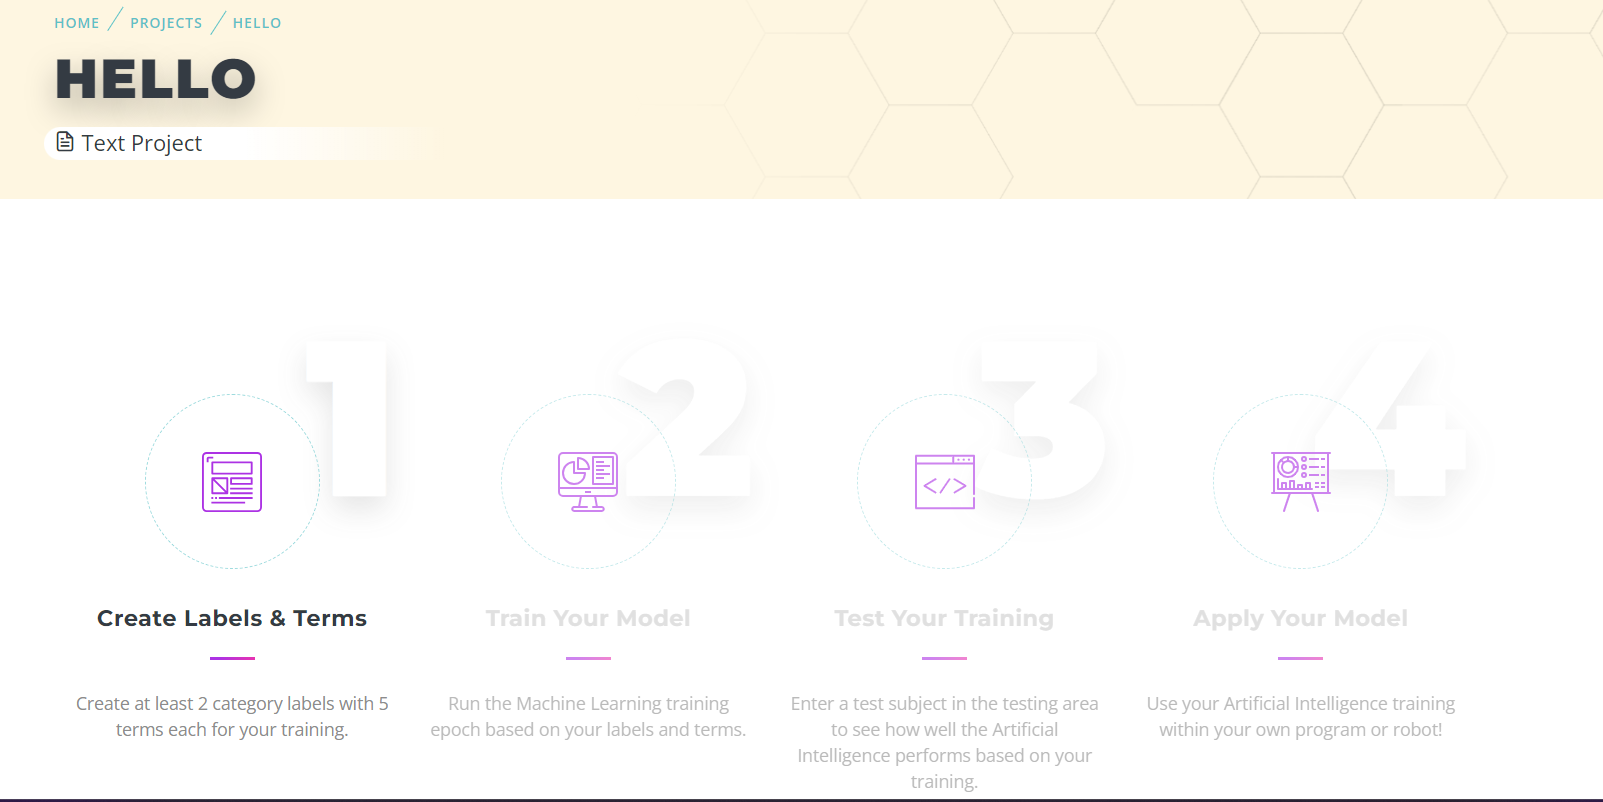 HOME / PROJECTS / HELLO
HELLO
Text Project
1
2
3
4
</>
Create Labels & Terms
Create at least 2 category labels with 5
terms each for your training.
Train Your Model
Run the Machine Learning training
epoch based on your labels and terms.
Test Your Training
Enter a test subject in the testing area
to see how well the Artificial
Intelligence performs based on your
training.
Apply Your Model
Use your Artificial Intelligence training
within your own program or robot!